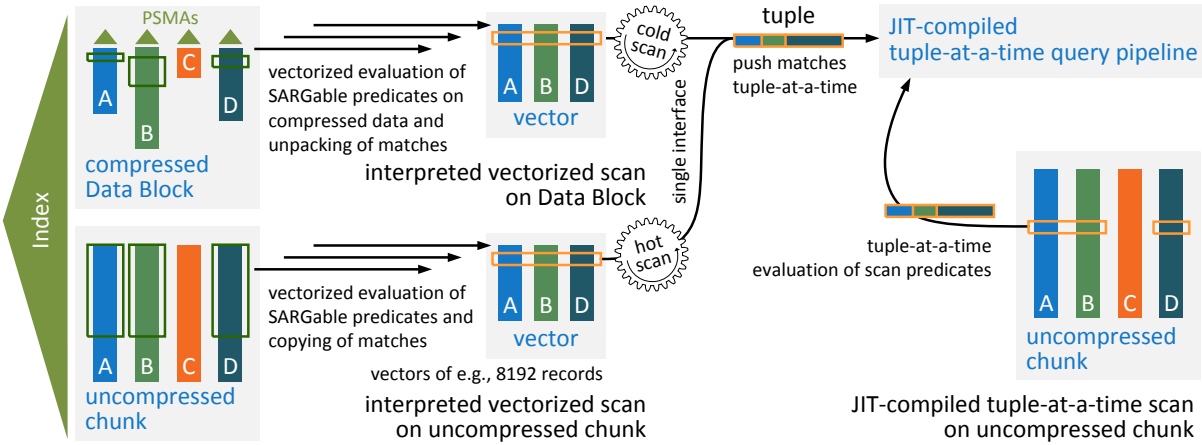 PSMAs
A
B
C
D
compressed
Data Block
Index
vectorized evaluation of
SARGable predicates on
compressed data and
unpacking of matches
A B D
vector
cold
scan
interpreted vectorized scan
on Data Block
A B C D
uncompressed
chunk
vectorized evaluation of
SARGable predicates and
copying of matches
A B D
vector
hot
scan
vectors of e.g., 8192 records
interpreted vectorized scan
on uncompressed chunk
single interface
tuple
push matches
tuple-at-a-time
JIT-compiled
tuple-at-a-time query pipeline
tuple-at-a-time
evaluation of scan predicates
A B C D
uncompressed
chunk
JIT-compiled tuple-at-a-time scan
on uncompressed chunk